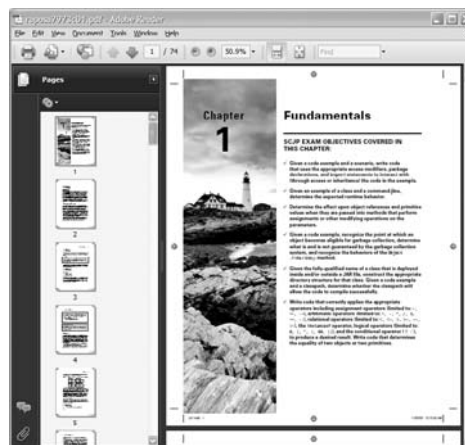 roposa7973c01.pdf - Adobe Reader
File Edit View Document Tools Window Help
1 / 74 50.9% Find
Pages
1
2
3
4
5
Chapter
1
Fundamentals
SCJP EXAM OBJECTIVES COVERED IN
THIS CHAPTER:
✓ Given a code example and a scenario, write code
that uses the appropriate access modifiers, package
declarations, and import statements to interact with
(through access or inheritance) the code in the example.
✓ Given an example of a class and a command-line,
determine the expected runtime behavior.
✓ Determine the effect upon object references and primitive
values when they are passed into methods that perform
assignments or other modifying operations on the
parameters.
✓ Given a code example, recognize the point at which an
object becomes eligible for garbage collection, determine
what is and is not guaranteed by the garbage collection
system, and recognize the behaviors of the Object
method.
✓ Given the fully-qualified name of a class that is deployed
inside and/or outside a JAR file, construct the appropriate
directory structure for that class. Given a code example
and a classpath, determine whether the classpath will
allow the code to compile successfully.
✓ Write code that correctly applies the appropriate
operators including assignment operators (limited to
arithmetic operators (limited to
relational operators (limited to
the instanceof operator, logical operators (limited to
and the conditional operator
to produce a desired result. Write code that determines
the equality of two objects or two primitives.